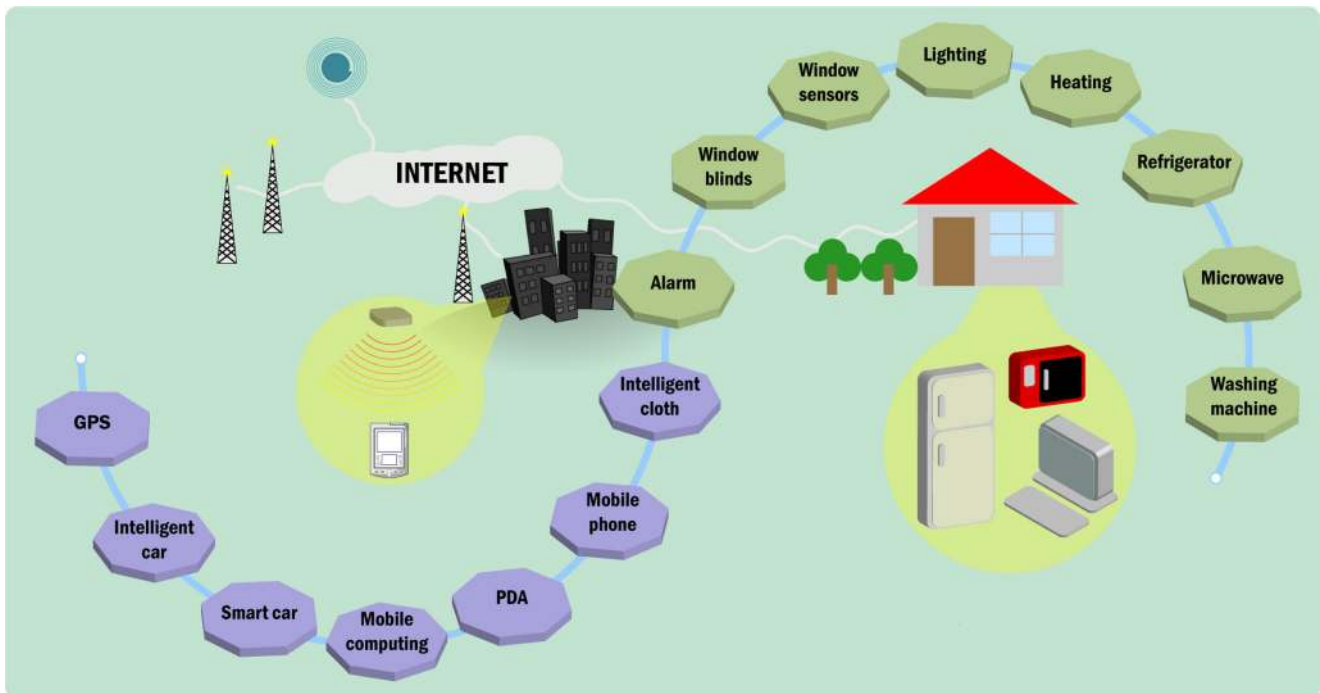 Lighting
Window
sensors
Heating
Window
blinds
Refrigerator
INTERNET
Alarm
Microwave
Intelligent
cloth
Washing
machine
GPS
Mobile
phone
Intelligent
car
PDA
Smart car
Mobile
computing